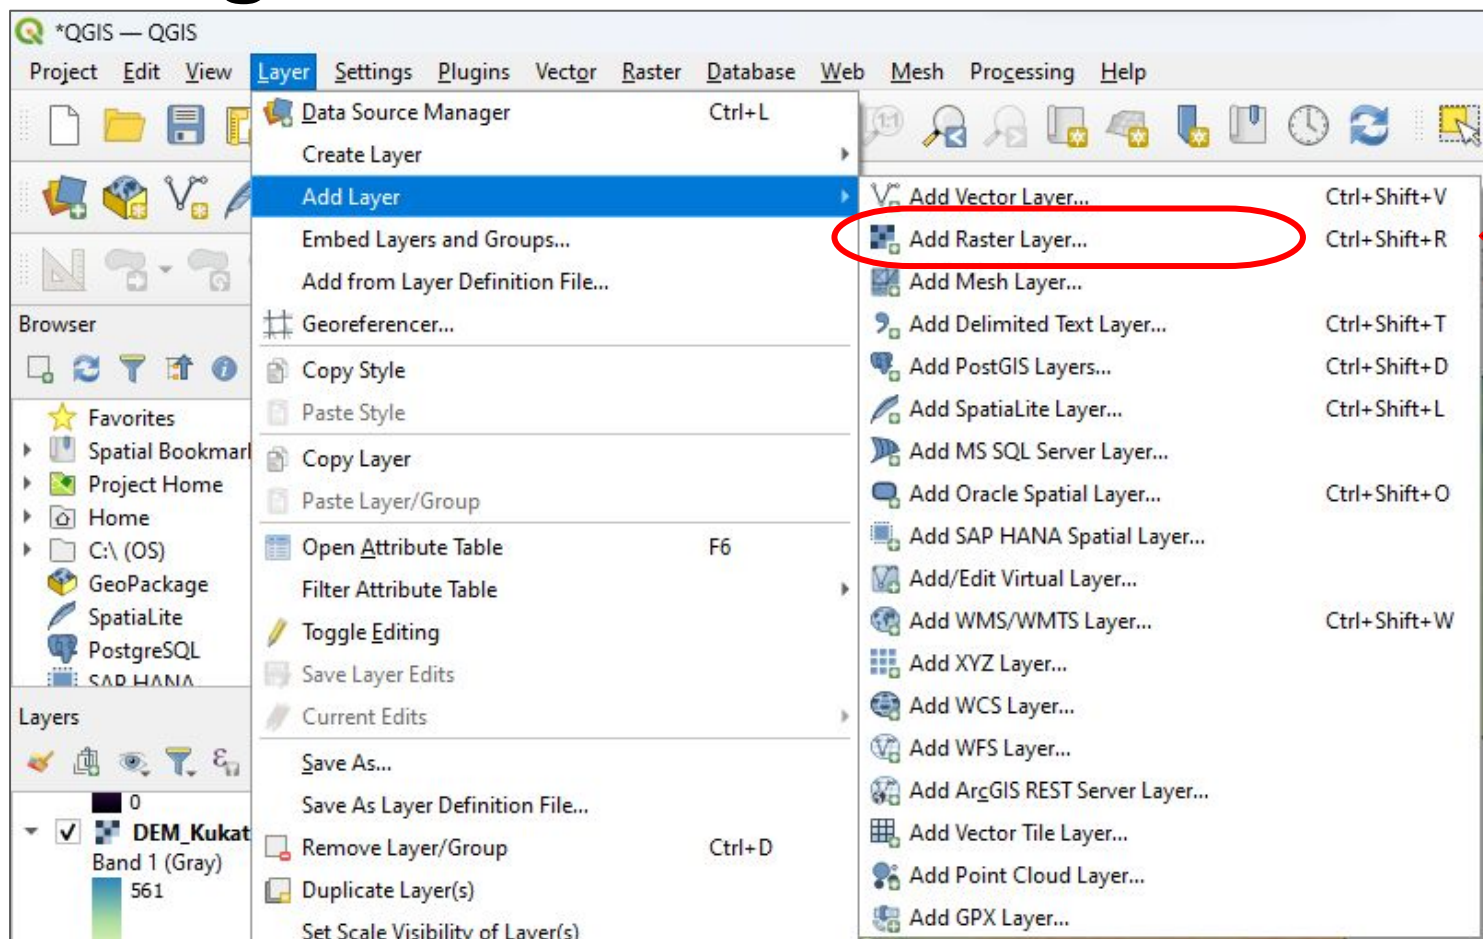 *QGIS — QGIS
Project Edit View Layer Settings Plugins Vector Raster Database Web Mesh Processing Help
Data Source Manager Ctrl+L
Create Layer
Add Layer
Embed Layers and Groups...
Add from Layer Definition File...
Georeferencer...
Copy Style
Paste Style
Copy Layer
Paste Layer/Group
Open Attribute Table F6
Filter Attribute Table
Toggle Editing
Save Layer Edits
Current Edits
Save As...
Save As Layer Definition File...
Remove Layer/Group Ctrl+D
Duplicate Layer(s)
Set Scale Visibility of Layer(s)
Add Vector Layer... Ctrl+Shift+V
Add Raster Layer... Ctrl+Shift+R
Add Mesh Layer...
Add Delimited Text Layer... Ctrl+Shift+T
Add PostGIS Layers... Ctrl+Shift+D
Add SpatiaLite Layer... Ctrl+Shift+L
Add MS SQL Server Layer...
Add Oracle Spatial Layer... Ctrl+Shift+O
Add SAP HANA Spatial Layer...
Add/Edit Virtual Layer...
Add WMS/WMTS Layer... Ctrl+Shift+W
Add XYZ Layer...
Add WCS Layer...
Add WFS Layer...
Add ArcGIS REST Server Layer...
Add Vector Tile Layer...
Add Point Cloud Layer...
Add GPX Layer...
Browser
Favorites
Spatial Bookmar
Project Home
Home
C:\ (OS)
GeoPackage
SpatiaLite
PostgreSQL
SAP HANA
Layers
0
DEM_Kukat
Band 1 (Gray)
561